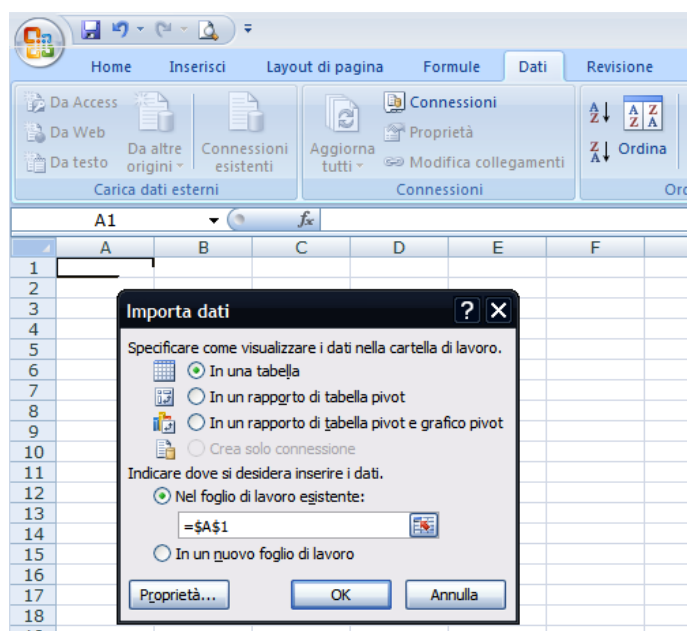 Home Inserisci Layout di pagina Formule Dati Revisione
Da Access
Da Web
Da testo
Da altre origini
Connessioni esistenti
Carica dati esterni
Aggiorna tutti
Connessioni
Proprietà
Modifica collegamenti
Connessioni
A Z
Z A
A Z
Z A
Ordina
A1 fx
A B C D E F
1
2
3
4
5
6
7
8
9
10
11
12
13
14
15
16
17
18
Importa dati ? X
Specificare come visualizzare i dati nella cartella di lavoro.
In una tabella
In un rapporto di tabella pivot
In un rapporto di tabella pivot e grafico pivot
Crea solo connessione
Indicare dove si desidera inserire i dati.
Nel foglio di lavoro esistente:
=$A$1
In un nuovo foglio di lavoro
Proprietà... OK Annulla